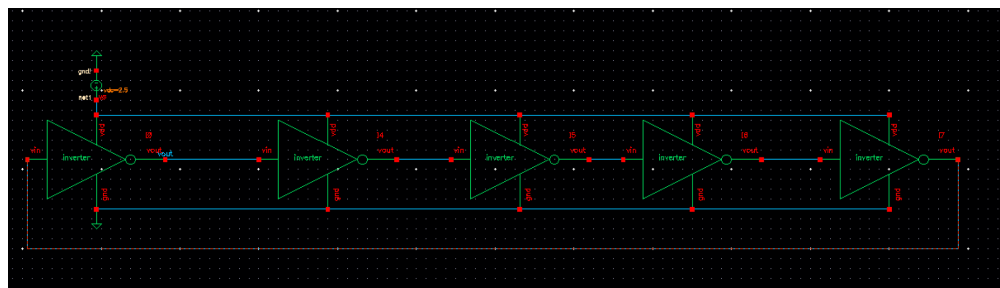 gnd!
vdc=2.5
net1
vdd I3 vdd I4 vdd I5 vdd I6 vdd I7
vin inverter vout vout vin inverter vout vin inverter vout vin inverter vout vin inverter vout
gnd gnd gnd gnd gnd